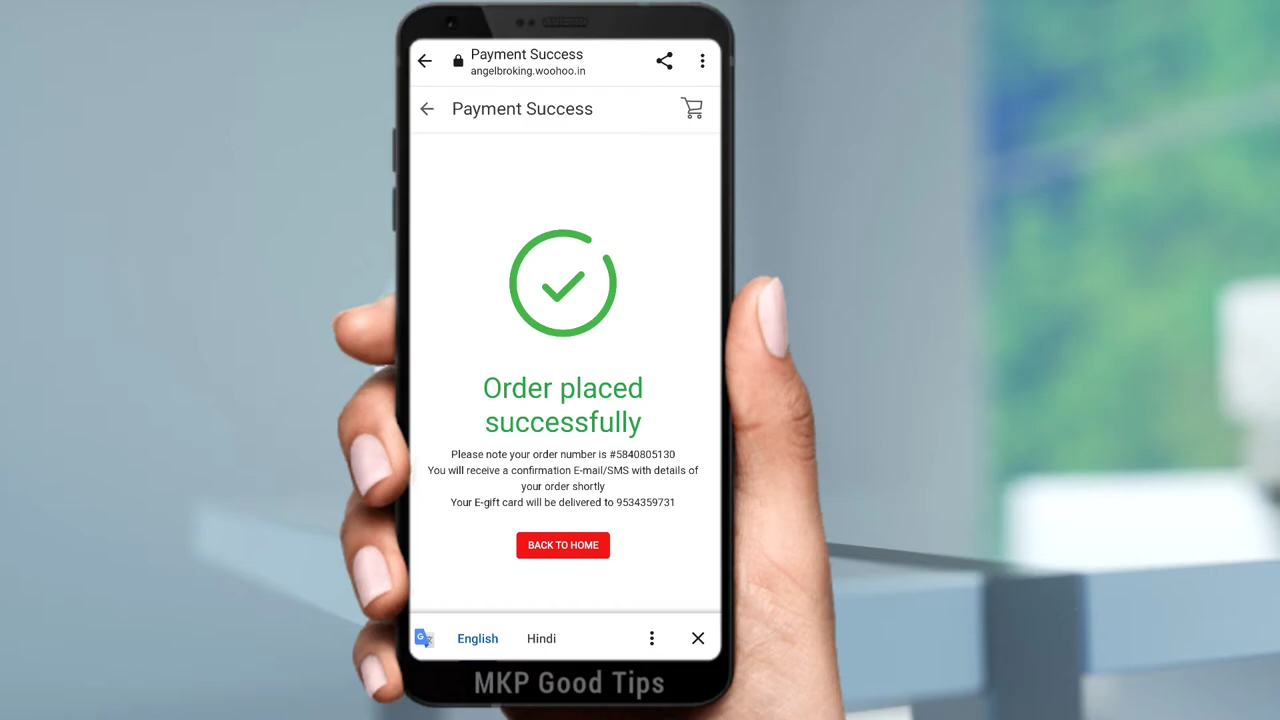 Payment Success
angelbroking.woohoo.in
Payment Success
Order placed
successfully
Please note your order number is #5840805130
You will receive a confirmation E-mail/SMS with details of
your order shortly
Your E-gift card will be delivered to 9534359731
BACK TO HOME
English Hindi
MKP Good Tips